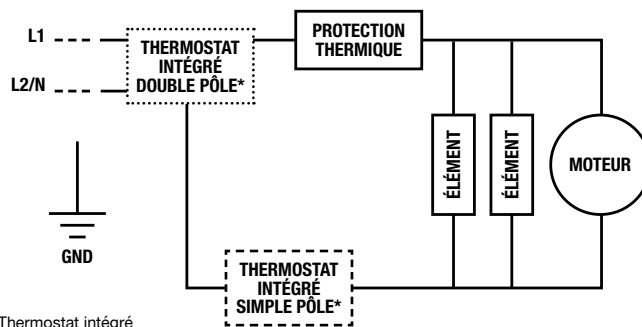 L1
L2/N
THERMOSTAT
INTÉGRÉ
DOUBLE PÔLE*
PROTECTION
THERMIQUE
ÉLÉMENT
ÉLÉMENT
MOTEUR
GND
THERMOSTAT
INTÉGRÉ
SIMPLE PÔLE*
Thermostat intégré